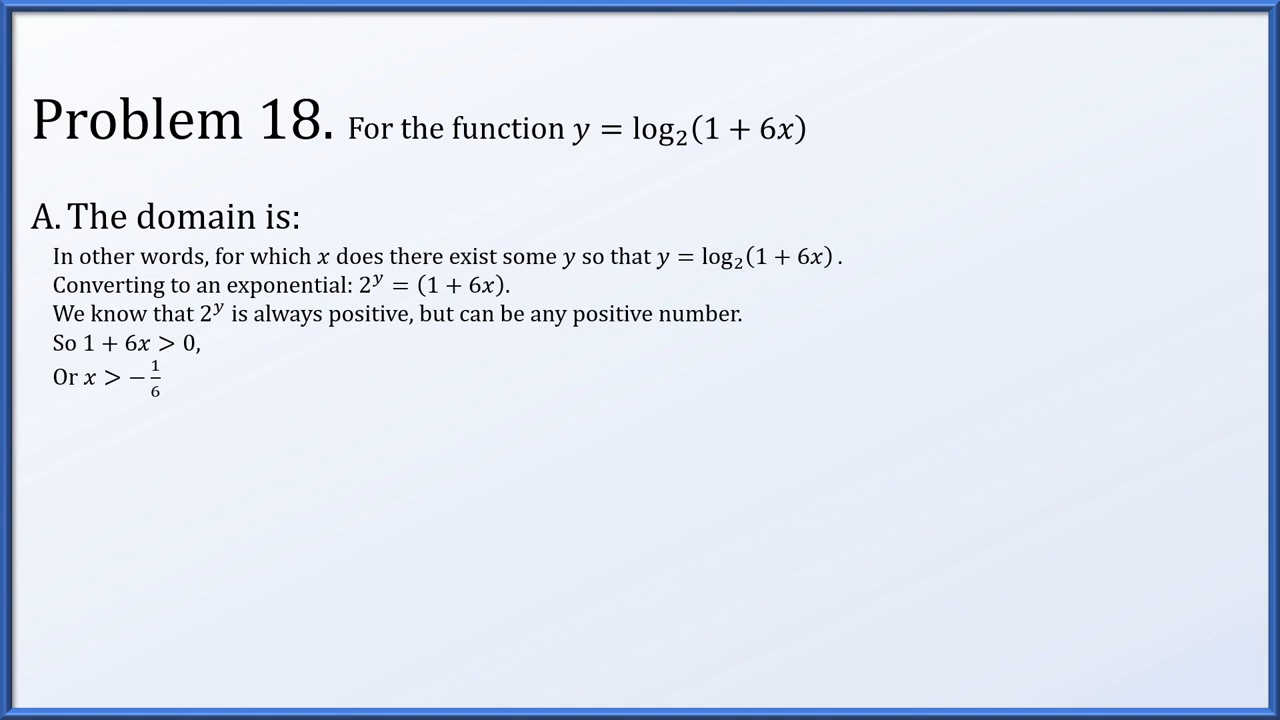 Problem 18. For the function y = log₂(1 + 6x)
A. The domain is:
In other words, for which x does there exist some y so that y = log₂(1 + 6x) .
Converting to an exponential: 2ʸ = (1 + 6x).
We know that 2ʸ is always positive, but can be any positive number.
So 1 + 6x > 0,
Or x > −1/6